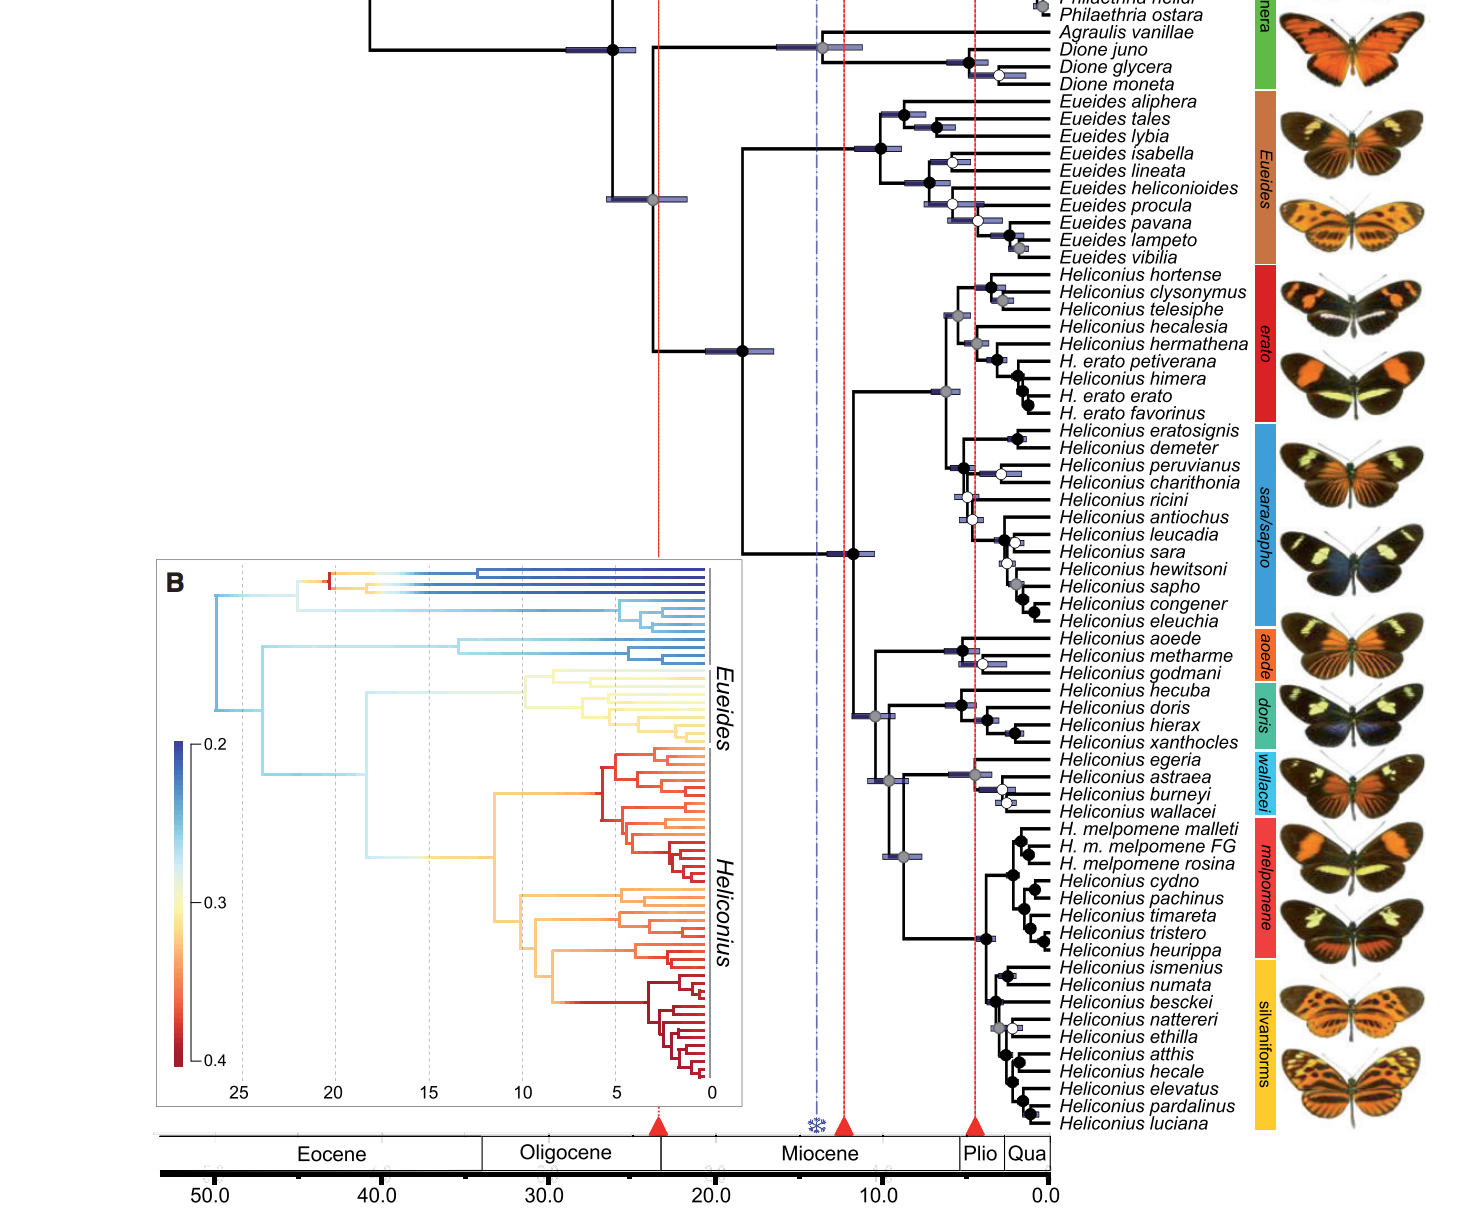 Philaethria ostara
nera
Agraulis vanillae
Dione juno
Dione glycera
Dione moneta
Eueides aliphera
Eueides tales
Eueides lybia
Eueides isabella
Eueides lineata
Eueides heliconioides
Eueides procula
Eueides pavana
Eueides lampeto
Eueides vibilia
Eueides
Heliconius hortense
Heliconius clysonymus
Heliconius telesiphe
Heliconius hecalesia
Heliconius hermathena
H. erato petiverana
Heliconius himera
H. erato erato
H. erato favorinus
erato
Heliconius eratosignis
Heliconius demeter
Heliconius peruvianus
Heliconius charithonia
Heliconius ricini
Heliconius antiochus
Heliconius leucadia
Heliconius sara
Heliconius hewitsoni
Heliconius sapho
Heliconius congener
Heliconius eleuchia
sara/sapho
Heliconius aoede
Heliconius metharme
Heliconius godmani
aoede
Heliconius hecuba
Heliconius doris
Heliconius hierax
Heliconius xanthocles
doris
Heliconius egeria
Heliconius astraea
Heliconius burneyi
Heliconius wallacei
wallacei
H. melpomene malleti
H. m. melpomene FG
H. melpomene rosina
Heliconius cydno
Heliconius pachinus
Heliconius timareta
Heliconius tristero
Heliconius heurippa
melpomene
Heliconius ismenius
Heliconius numata
Heliconius besckei
Heliconius nattereri
Heliconius ethilla
Heliconius atthis
Heliconius hecale
Heliconius elevatus
Heliconius pardalinus
Heliconius luciana
silvaniforms
B
Eueides
Heliconius
0.2
0.3
0.4
25 20 15 10 5 0
Eocene Oligocene Miocene Plio Qua
50.0 40.0 30.0 20.0 10.0 0.0